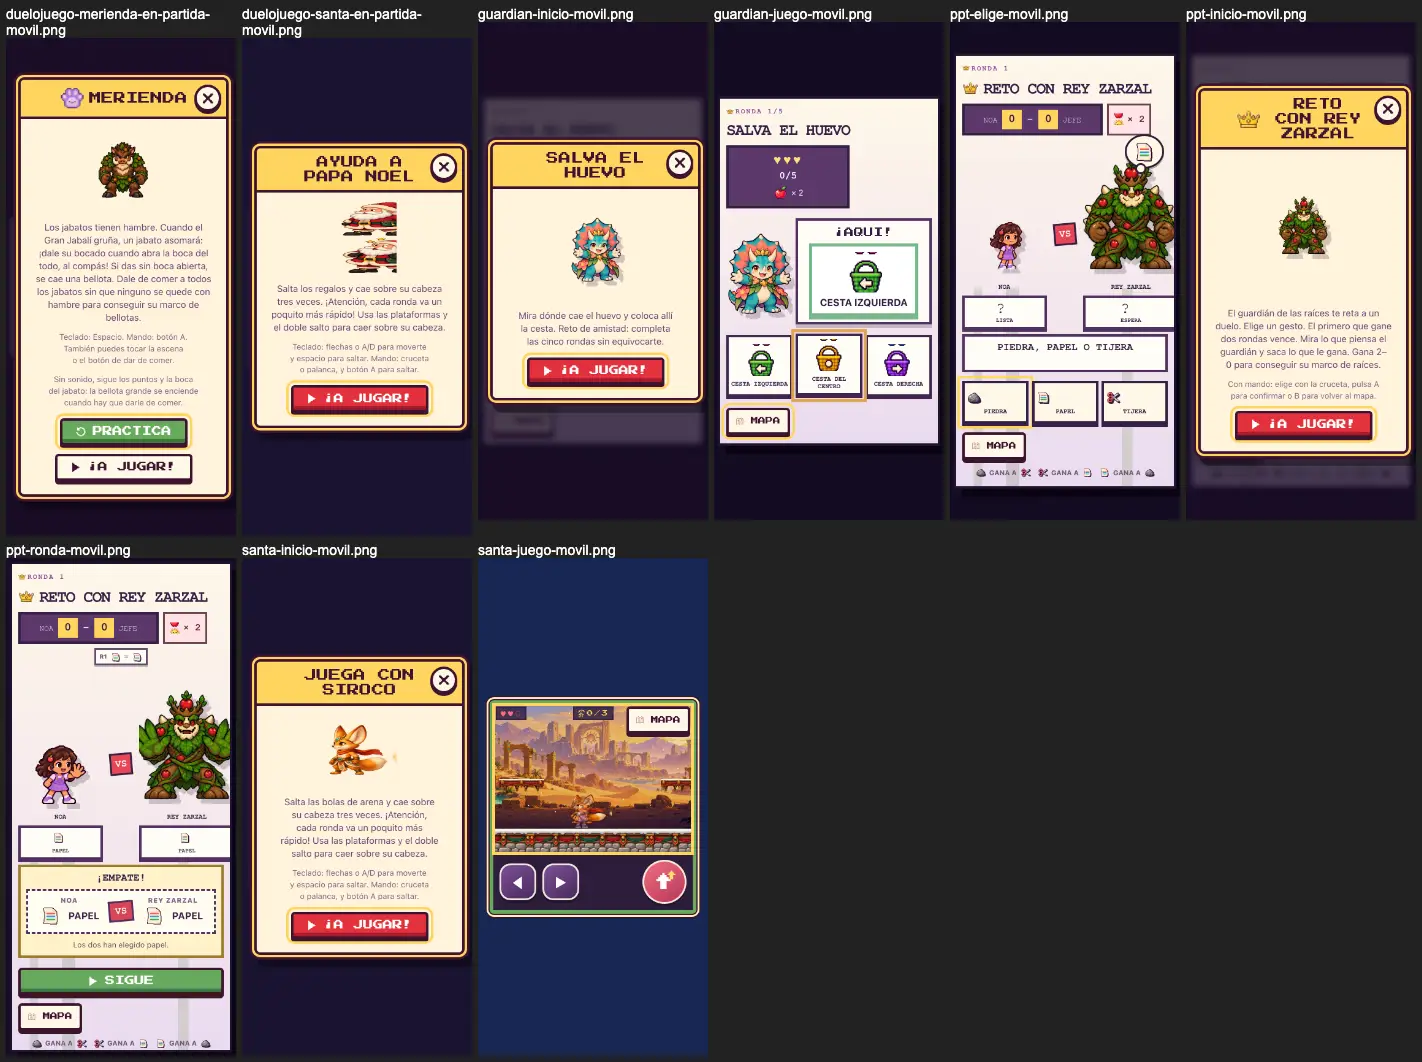 duelojuego-merienda-en-partida-
movil.png
MERIENDA
Los jabatos tienen hambre. Cuando el
Gran Jabalí gruña, un jabato asomará:
¡dale su bocado cuando abra la boca del
todo, al compás! Si das sin boca abierta,
se cae una bellota. Dale de comer a todos
los jabatos sin que ninguno se quede con
hambre para conseguir su marco de
bellotas.
Teclado: Espacio. Mando: botón A.
También puedes tocar la escena
o el botón de dar de comer.
Sin sonido, sigue los puntos y la boca
del jabato: la bellota grande se enciende
cuando hay que darle de comer.
PRACTICA
¡A JUGAR!
duelojuego-santa-en-partida-
movil.png
AYUDA A
PAPA NOEL
Salta los regalos y cae sobre su cabeza
tres veces. ¡Atención, cada ronda va un
poquito más rápido! Usa las plataformas y
el doble salto para caer sobre su cabeza.
Teclado: flechas o A/D para moverte
y espacio para saltar. Mando: cruceta
o palanca, y botón A para saltar.
¡A JUGAR!
guardian-inicio-movil.png
SALVA EL
HUEVO
Mira dónde cae el huevo y coloca allí
la cesta. Reto de amistad: completa
las cinco rondas sin equivocarte.
¡A JUGAR!
guardian-juego-movil.png
RONDA 1/5
SALVA EL HUEVO
0/5
× 2
¡AQUI!
CESTA IZQUIERDA
CESTA IZQUIERDA
CESTA DEL
CENTRO
CESTA DERECHA
MAPA
ppt-elige-movil.png
RONDA 1
RETO CON REY ZARZAL
NOA 0 – 0 JEFE
× 2
VS
NOA
REY ZARZAL
?
LISTA
?
ESPERA
PIEDRA, PAPEL O TIJERA
PIEDRA
PAPEL
TIJERA
MAPA
GANA A GANA A GANA A
ppt-inicio-movil.png
RETO
CON REY
ZARZAL
El guardián de las raíces te reta a un
duelo. Elige un gesto. El primero que gane
dos rondas vence. Mira lo que piensa el
guardián y saca lo que le gana. Gana 2–
0 para conseguir su marco de raíces.
Con mando: elige con la cruceta, pulsa A
para confirmar o B para volver al mapa.
¡A JUGAR!
ppt-ronda-movil.png
RONDA 1
RETO CON REY ZARZAL
NOA 0 – 0 JEFE
× 2
R1 =
VS
NOA
REY ZARZAL
PAPEL
PAPEL
¡EMPATE!
NOA
PAPEL
VS
REY ZARZAL
PAPEL
Los dos han elegido papel.
SIGUE
MAPA
GANA A GANA A GANA A
santa-inicio-movil.png
JUEGA CON
SIROCO
Salta las bolas de arena y cae sobre
su cabeza tres veces. ¡Atención,
cada ronda va un poquito más
rápido! Usa las plataformas y el doble
salto para caer sobre su cabeza.
Teclado: flechas o A/D para moverte
y espacio para saltar. Mando: cruceta
o palanca, y botón A para saltar.
¡A JUGAR!
santa-juego-movil.png
0/3
MAPA